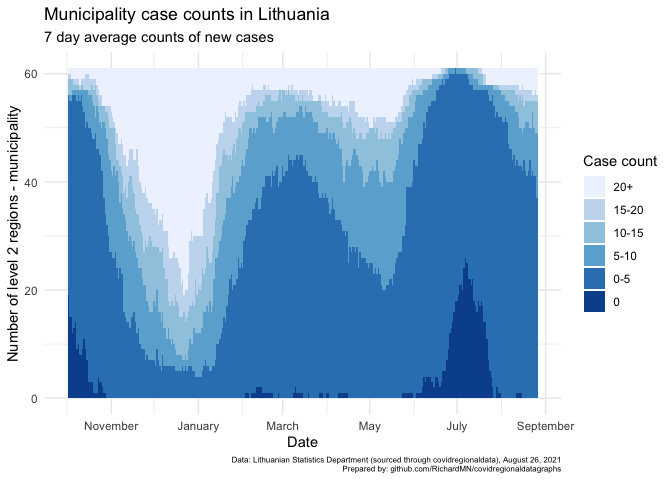 Municipality case counts in Lithuania
7 day average counts of new cases
Number of level 2 regions - municipality
60
40
20
0
November
January
March
May
July
September
Date
Case count
20+
15-20
10-15
5-10
0-5
0
Data: Lithuanian Statistics Department (sourced through covidregionaldata), August 26, 2021
Prepared by: github.com/RichardMN/covidregionaldatagraphs